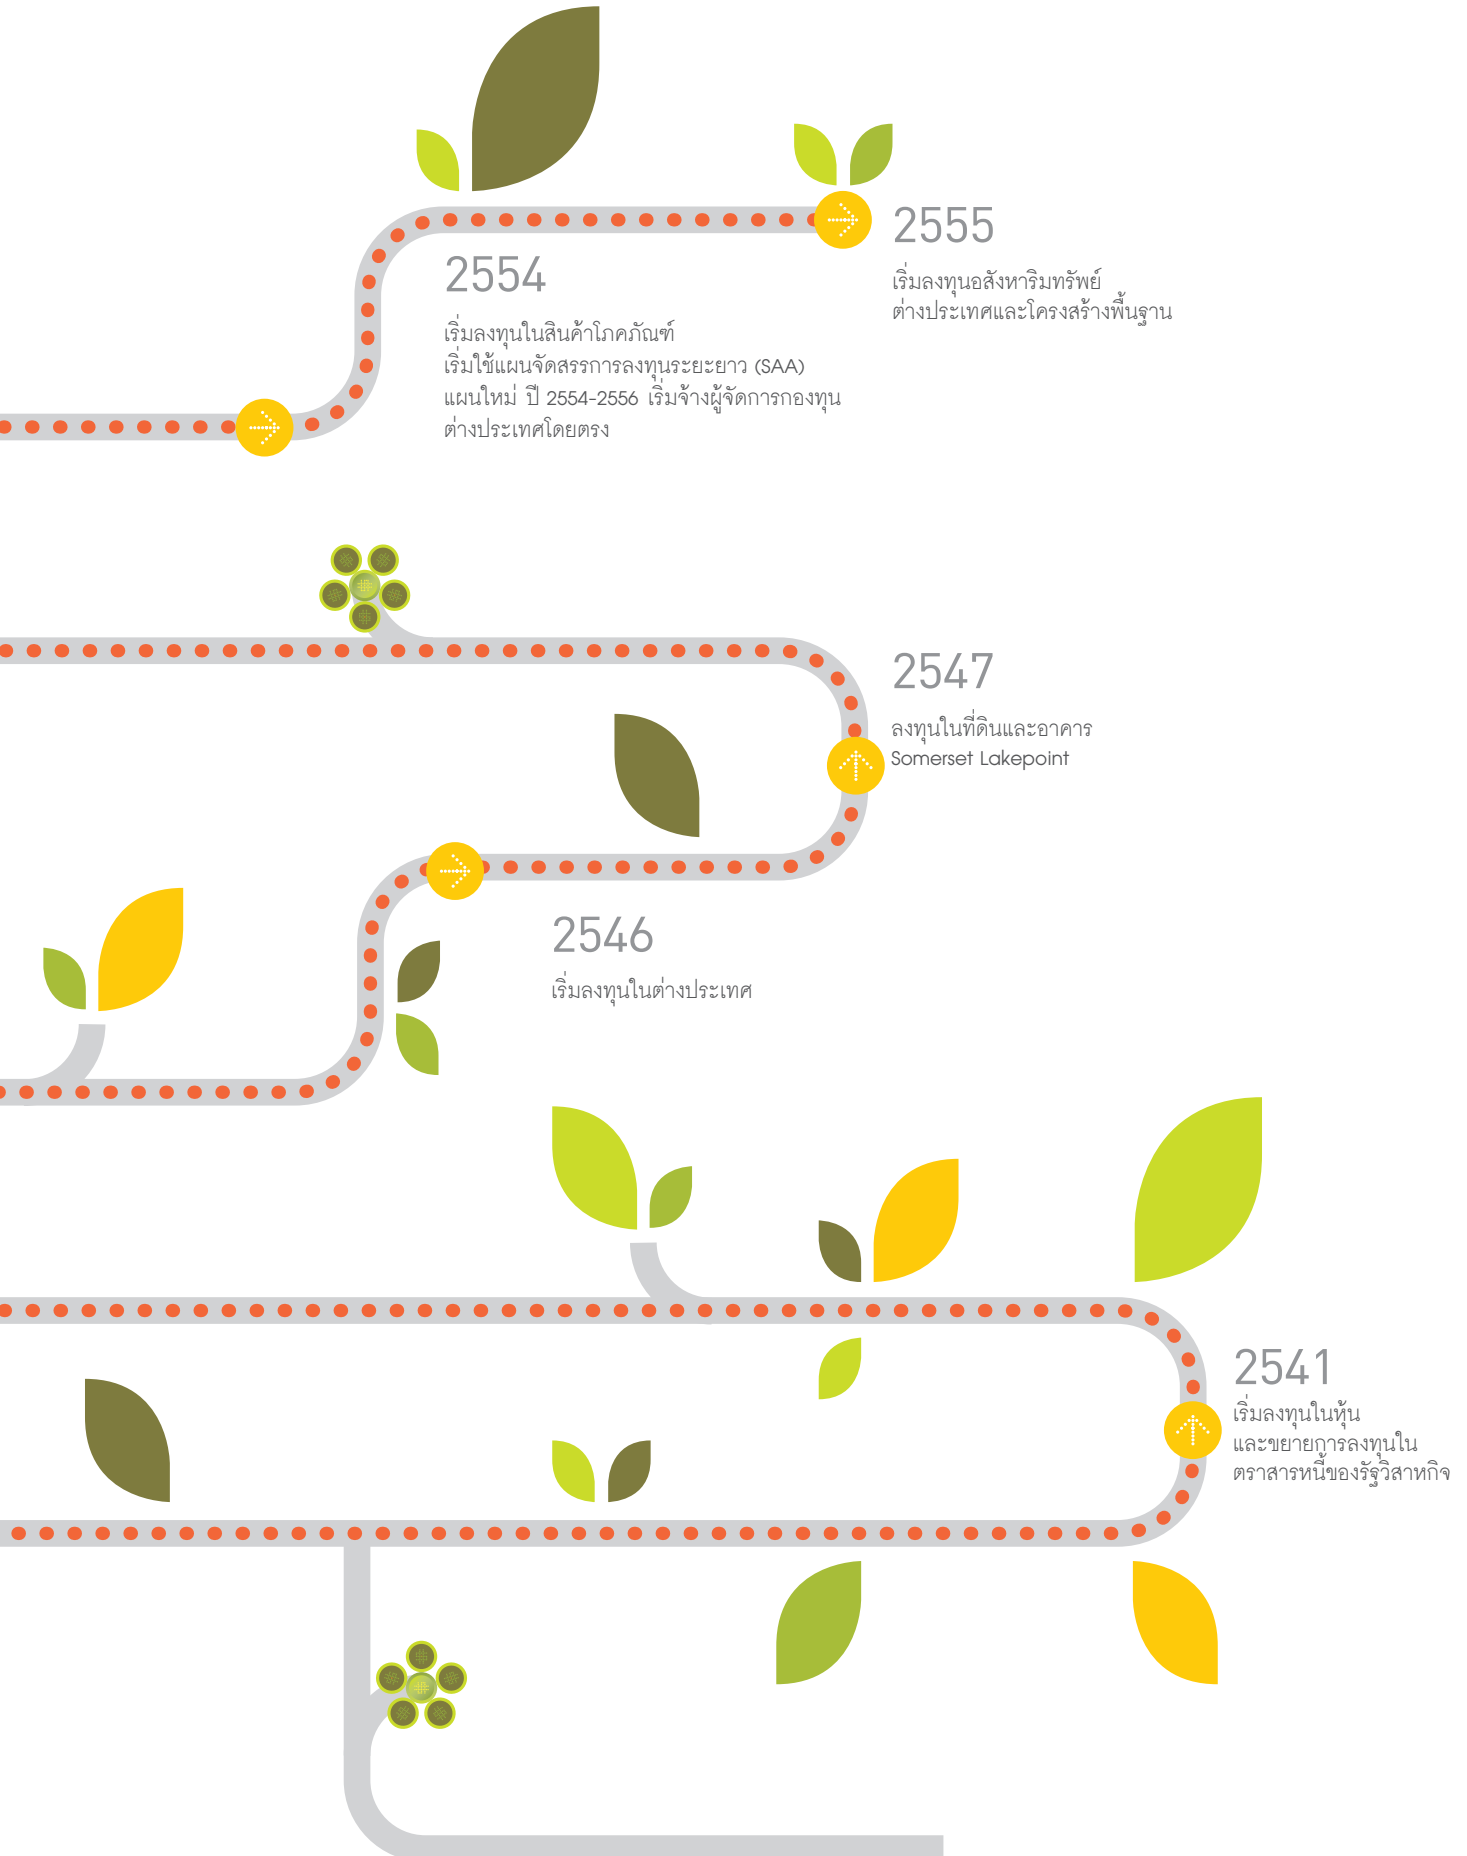 2555
เริ่มลงทุนอสังหาริมทรัพย์
ต่างประเทศและโครงสร้างพื้นฐาน
2554
เริ่มลงทุนในสินค้าโภคภัณฑ์
เริ่มใช้แผนจัดสรรการลงทุนระยะยาว (SAA)
แผนใหม่ ปี 2554-2556 เริ่มจ้างผู้จัดการกองทุน
ต่างประเทศโดยตรง
2547
ลงทุนในที่ดินและอาคาร
Somerset Lakepoint
2546
เริ่มลงทุนในต่างประเทศ
2541
เริ่มลงทุนในหุ้น
และขยายการลงทุนใน
ตราสารหนี้ของรัฐวิสาหกิจ